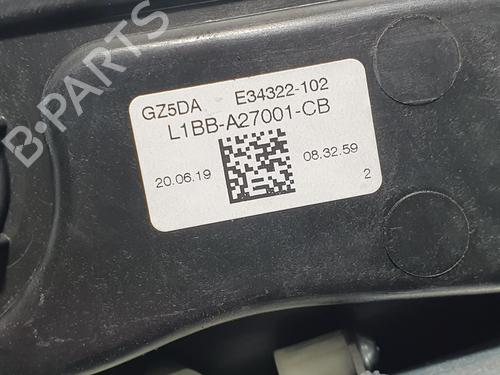 B-PARTS
GZ5DA E34322-102
L1BB-A27001-CB
20.06.19 08.32.59
2